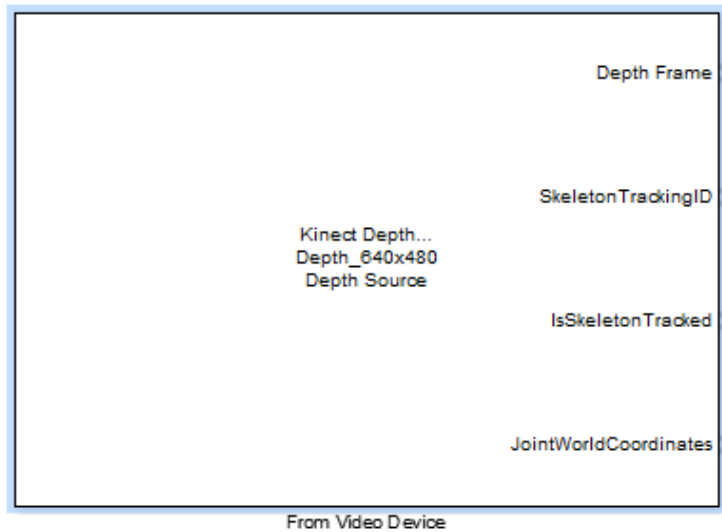 Depth Frame
SkeletonTrackingID
Kinect Depth...
Depth_640x480
Depth Source
IsSkeletonTracked
JointWorldCoordinates
From Video Device